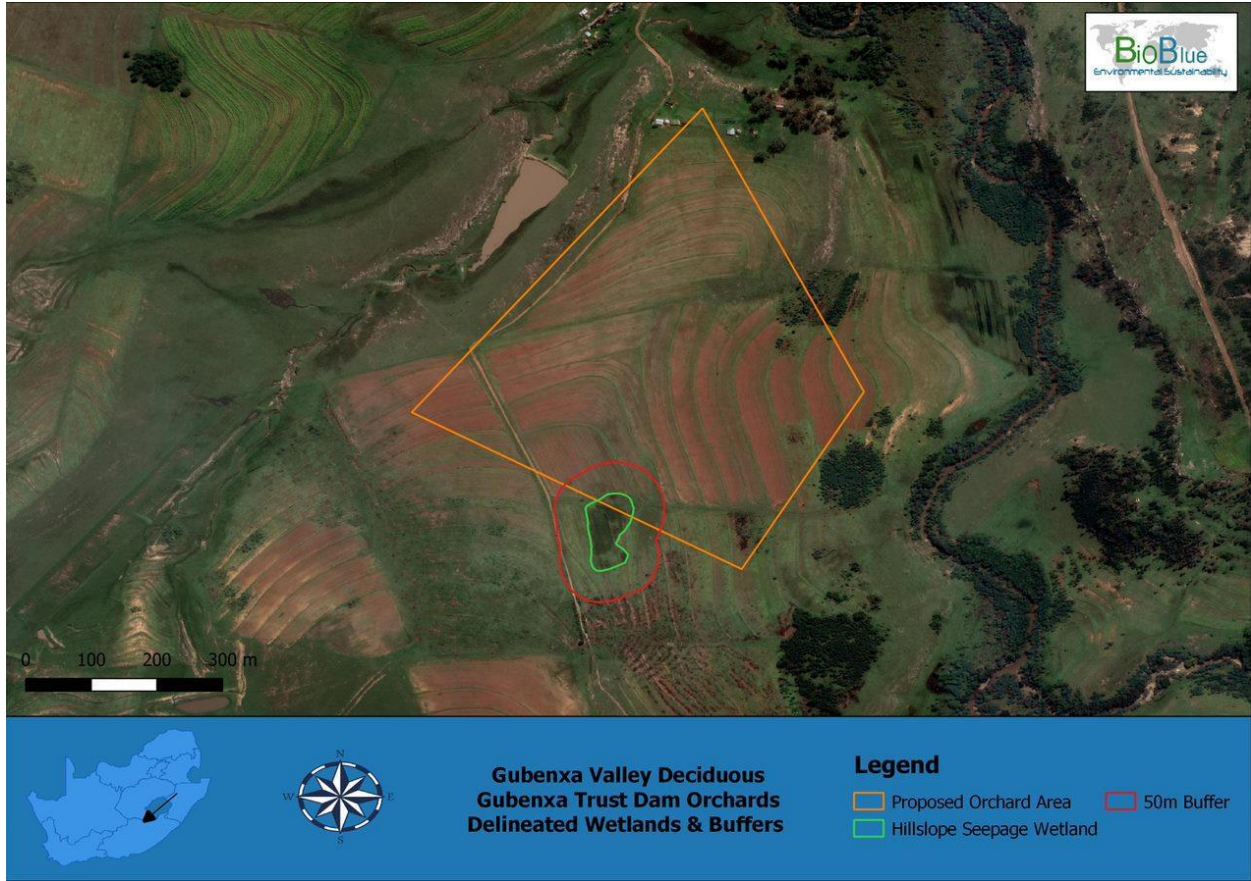 BioBlue
Environmental Sustainability
0 100 200 300 m
N
W E
S
Gubenxa Valley Deciduous
Gubenxa Trust Dam Orchards
Delineated Wetlands & Buffers
Legend
Proposed Orchard Area
50m Buffer
Hillslope Seepage Wetland